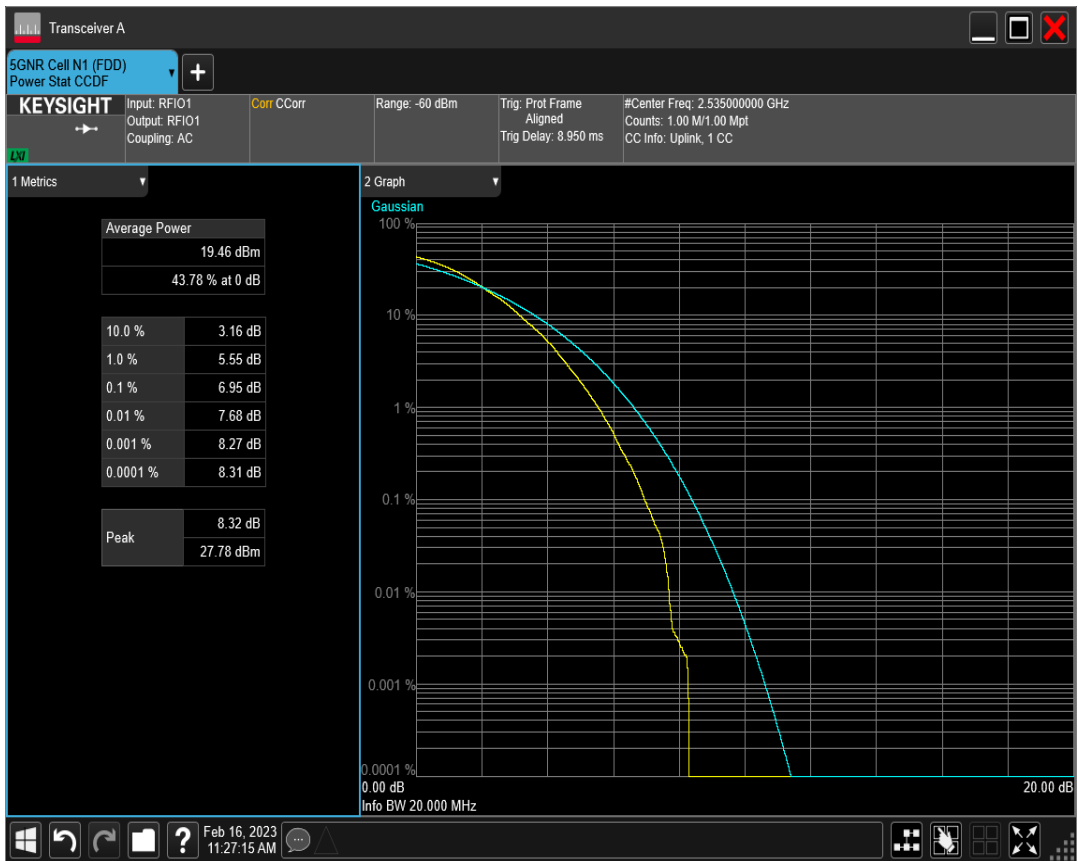 Transceiver A
5GNR Cell N1 (FDD)
Power Stat CCDF
+
KEYSIGHT
LXI
Input: RFIO1
Output: RFIO1
Coupling: AC
Corr CCorr
Range: -60 dBm
Trig: Prot Frame
Aligned
Trig Delay: 8.950 ms
#Center Freq: 2.535000000 GHz
Counts: 1.00 M/1.00 Mpt
CC Info: Uplink, 1 CC
1 Metrics
Average Power
19.46 dBm
43.78 % at 0 dB
10.0 % 3.16 dB
1.0 % 5.55 dB
0.1 % 6.95 dB
0.01 % 7.68 dB
0.001 % 8.27 dB
0.0001 % 8.31 dB
Peak
8.32 dB
27.78 dBm
2 Graph
Gaussian
100 %
10 %
1 %
0.1 %
0.01 %
0.001 %
0.0001 %
0.00 dB 20.00 dB
Info BW 20.000 MHz
?
Feb 16, 2023
11:27:15 AM